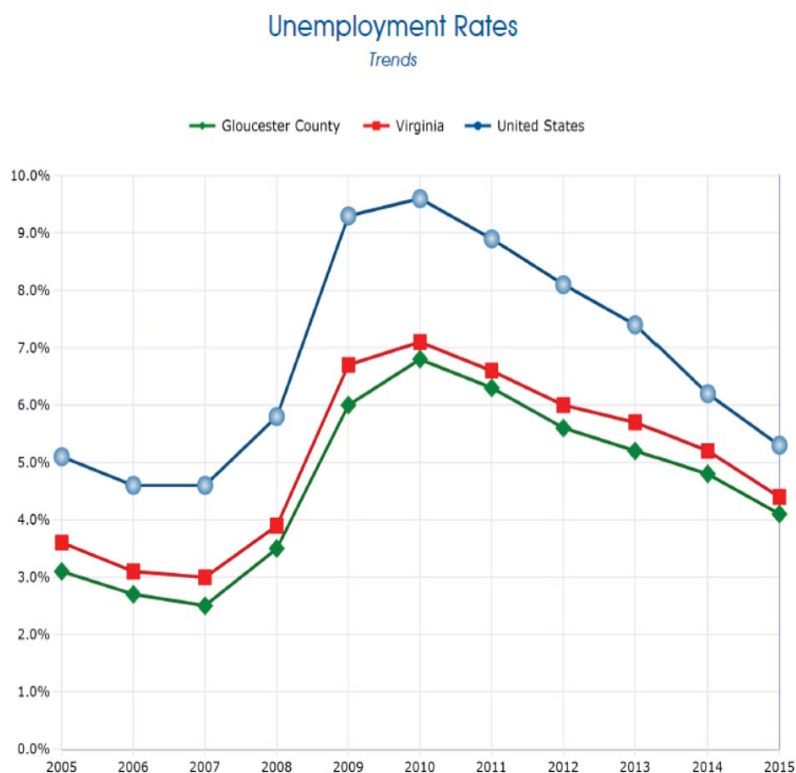 Unemployment Rates
Trends
Gloucester County Virginia United States
10.0%
9.0%
8.0%
7.0%
6.0%
5.0%
4.0%
3.0%
2.0%
1.0%
0.0%
2005 2006 2007 2008 2009 2010 2011 2012 2013 2014 2015